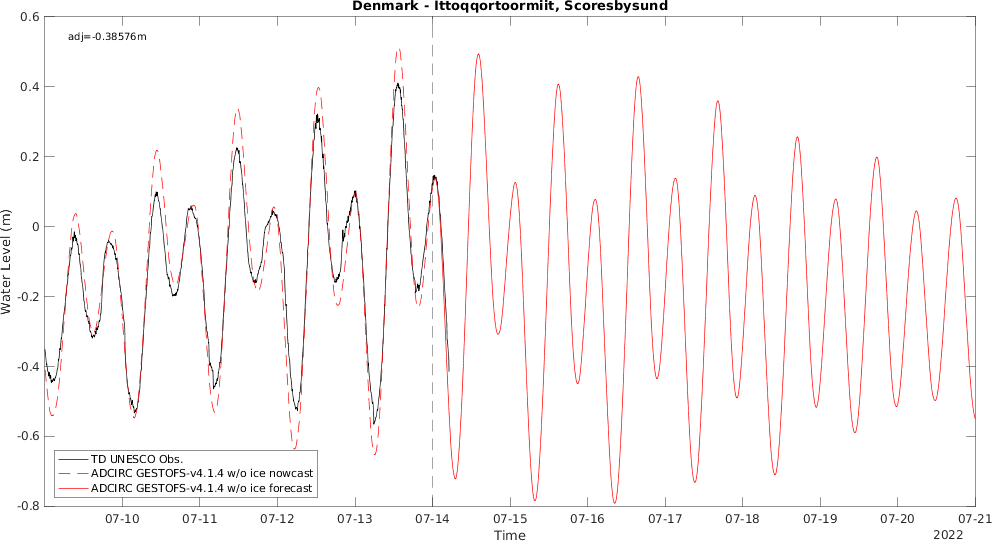 Denmark - Ittoqqortoormiit, Scoresbysund
adj=-0.38576m
0.6
0.4
0.2
0
-0.2
-0.4
-0.6
-0.8
Water Level (m)
TD UNESCO Obs.
ADCIRC GESTOFS-v4.1.4 w/o ice nowcast
ADCIRC GESTOFS-v4.1.4 w/o ice forecast
07-10 07-11 07-12 07-13 07-14 07-15 07-16 07-17 07-18 07-19 07-20 07-21
Time
2022